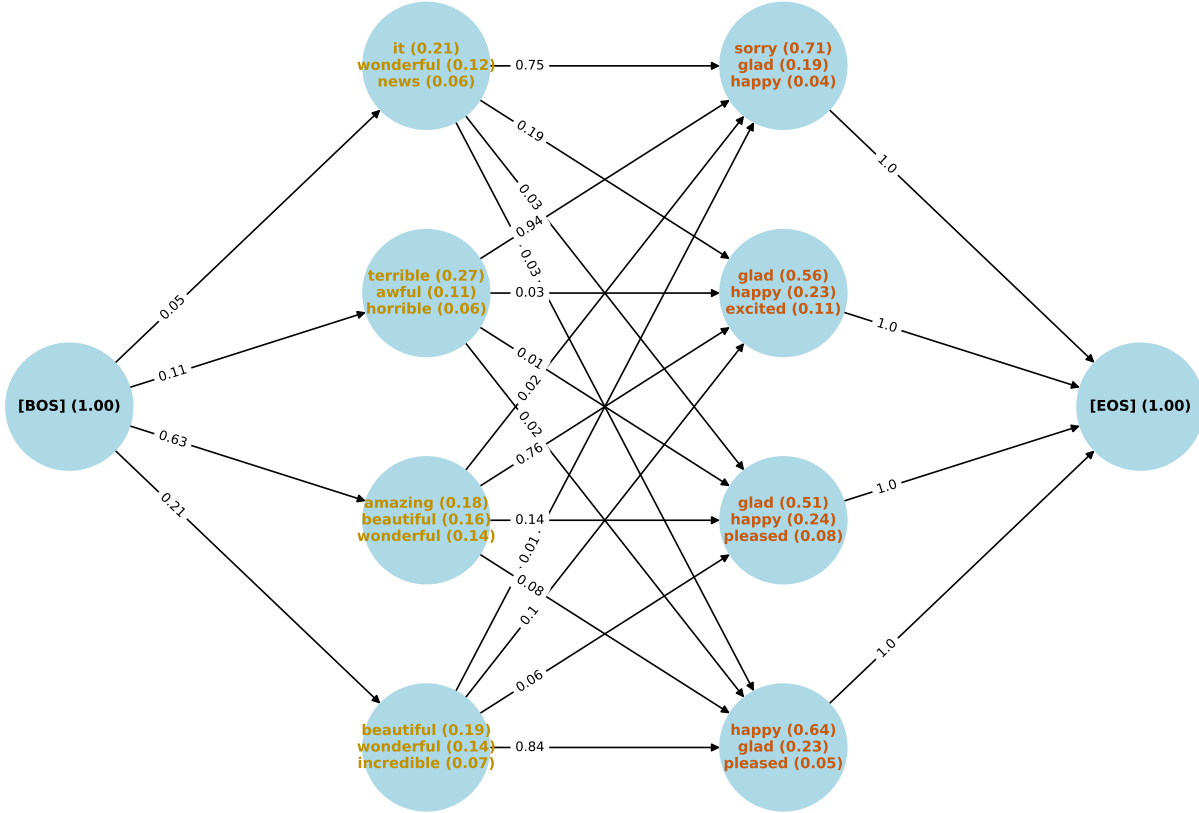 it (0.21)
wonderful (0.12)
news (0.06)
sorry (0.71)
glad (0.19)
happy (0.04)
0.75
0.19
0.03
0.03
1.0
terrible (0.27)
awful (0.11)
horrible (0.06)
glad (0.56)
happy (0.23)
excited (0.11)
0.94
0.03
0.01
0.02
1.0
0.05
0.11
[BOS] (1.00)
[EOS] (1.00)
0.63
0.21
amazing (0.18)
beautiful (0.16)
wonderful (0.14)
glad (0.51)
happy (0.24)
pleased (0.08)
0.02
0.76
0.14
0.08
1.0
beautiful (0.19)
wonderful (0.14)
incredible (0.07)
happy (0.64)
glad (0.23)
pleased (0.05)
0.01
0.1
0.06
0.84
1.0